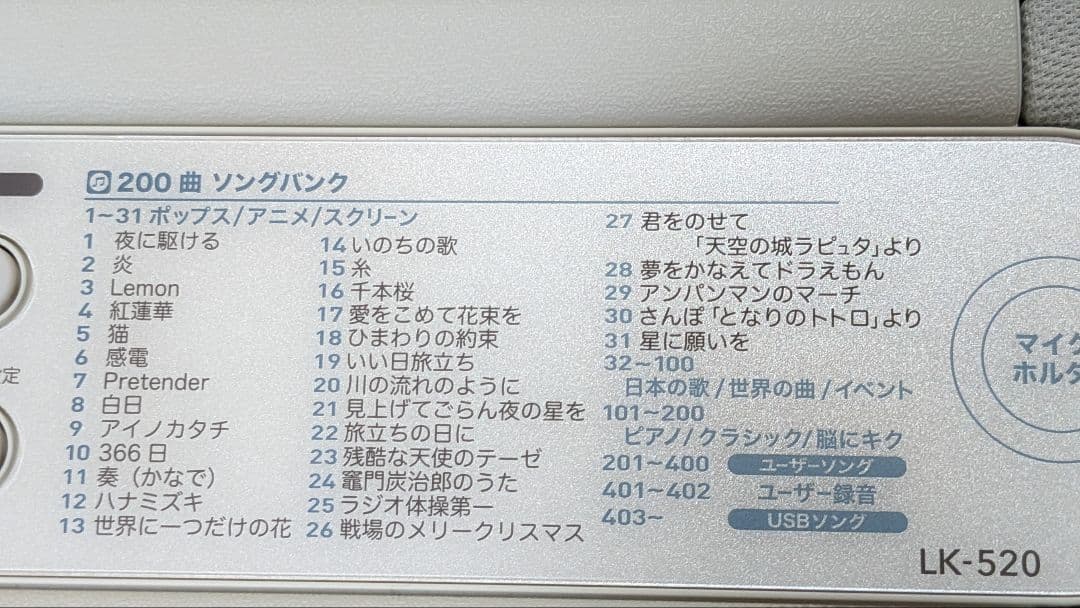 200 曲 ソングバンク
1~31 ポップス/アニメ/スクリーン
1 夜に駆ける
2 炎
3 Lemon
4 紅蓮華
5 猫
6 感電
7 Pretender
8 白日
9 アイノカタチ
10 366日
11 奏（かなで）
12 ハナミズキ
13 世界に一つだけの花
14 いのちの歌
15 糸
16 千本桜
17 愛をこめて花束を
18 ひまわりの約束
19 いい日旅立ち
20 川の流れのように
21 見上げてごらん夜の星を
22 旅立ちの日に
23 残酷な天使のテーゼ
24 竈門炭治郎のうた
25 ラジオ体操第一
26 戦場のメリークリスマス
27 君をのせて
「天空の城ラピュタ」より
28 夢をかなえてドラえもん
29 アンパンマンのマーチ
30 さんぽ「となりのトトロ」より
31 星に願いを
32~100
日本の歌/世界の曲/イベント
101~200
ピアノ/クラシック/脳にキク
201~400 ユーザーソング
401~402 ユーザー録音
403~ USBソング
マイク
ホルダ
定
LK-520